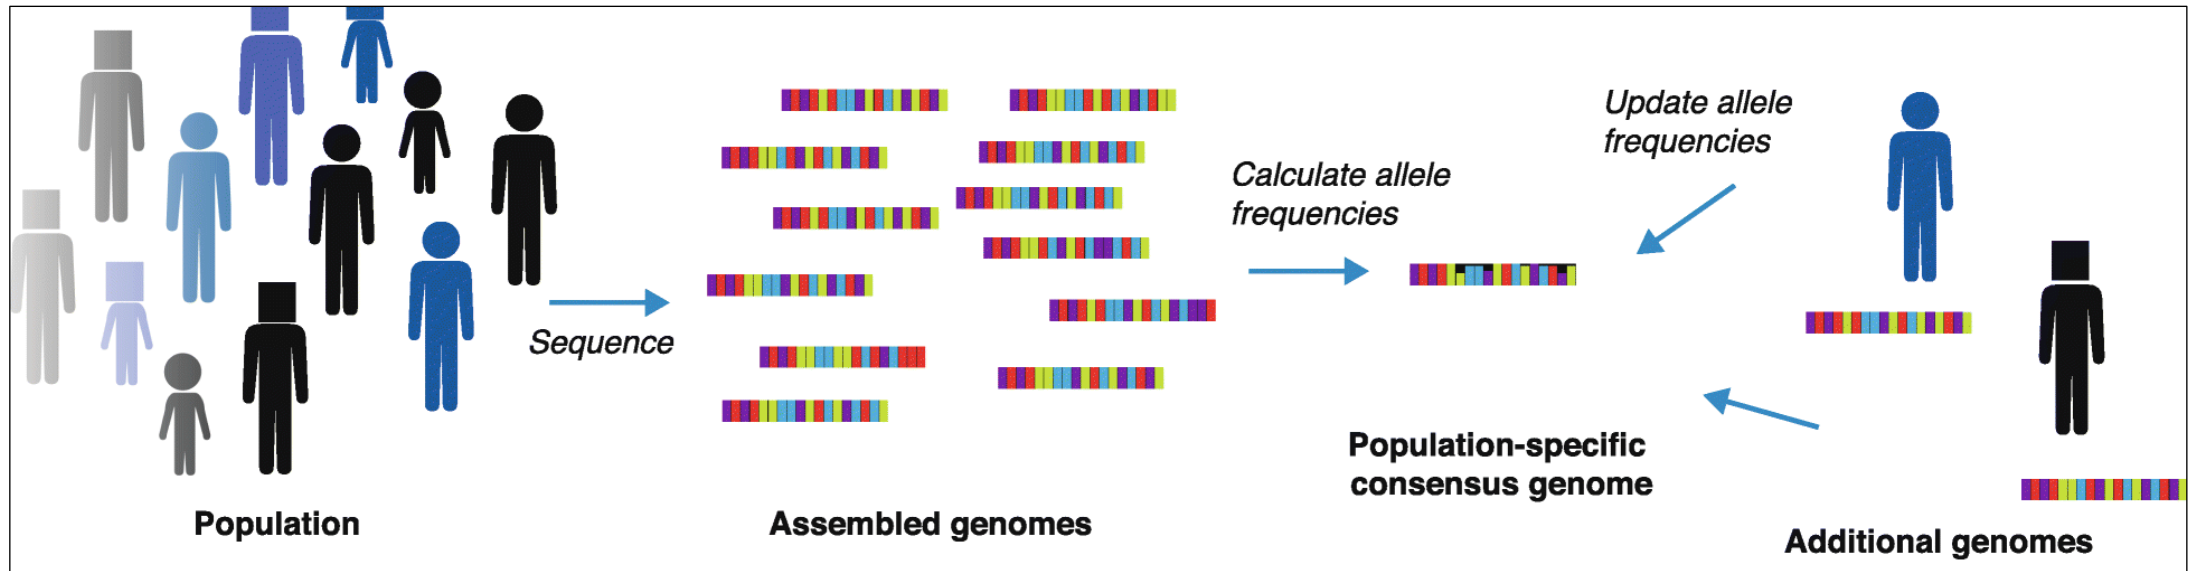 Population
Sequence
Assembled genomes
Calculate allele
frequencies
Population-specific
consensus genome
Update allele
frequencies
Additional genomes